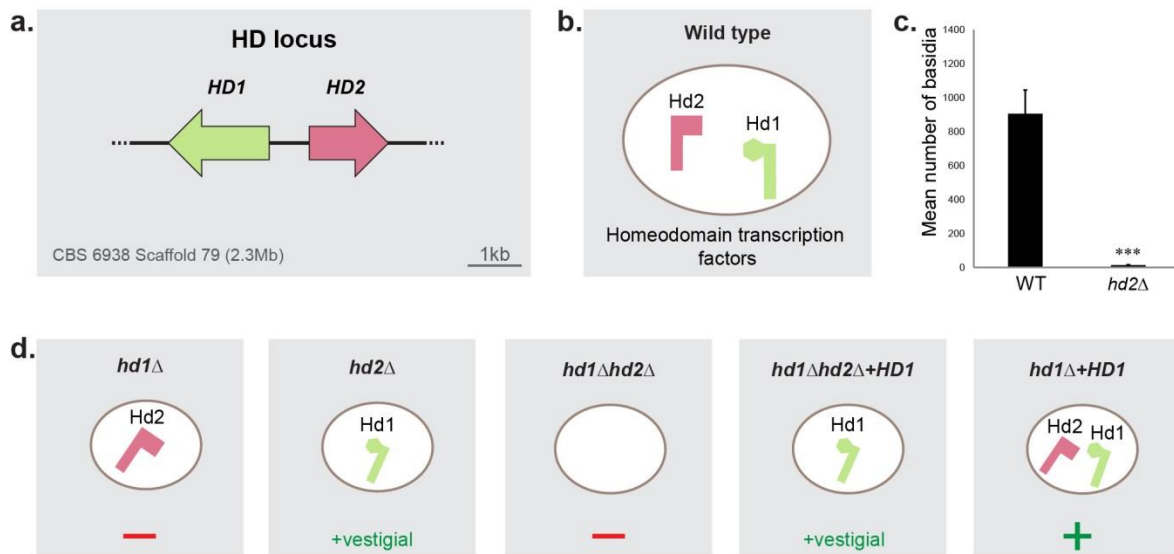 a.
HD locus
HD1
HD2
CBS 6938 Scaffold 79 (2.3Mb)
1kb
b.
Wild type
Hd2
Hd1
Homeodomain transcription
factors
c.
Mean number of basidia
1400
1200
1000
800
600
400
200
0
***
WT
hd2Δ
d.
hd1Δ
Hd2
—
hd2Δ
Hd1
+vestigial
hd1Δhd2Δ
—
hd1Δhd2Δ+HD1
Hd1
+vestigial
hd1Δ+HD1
Hd2
Hd1
+